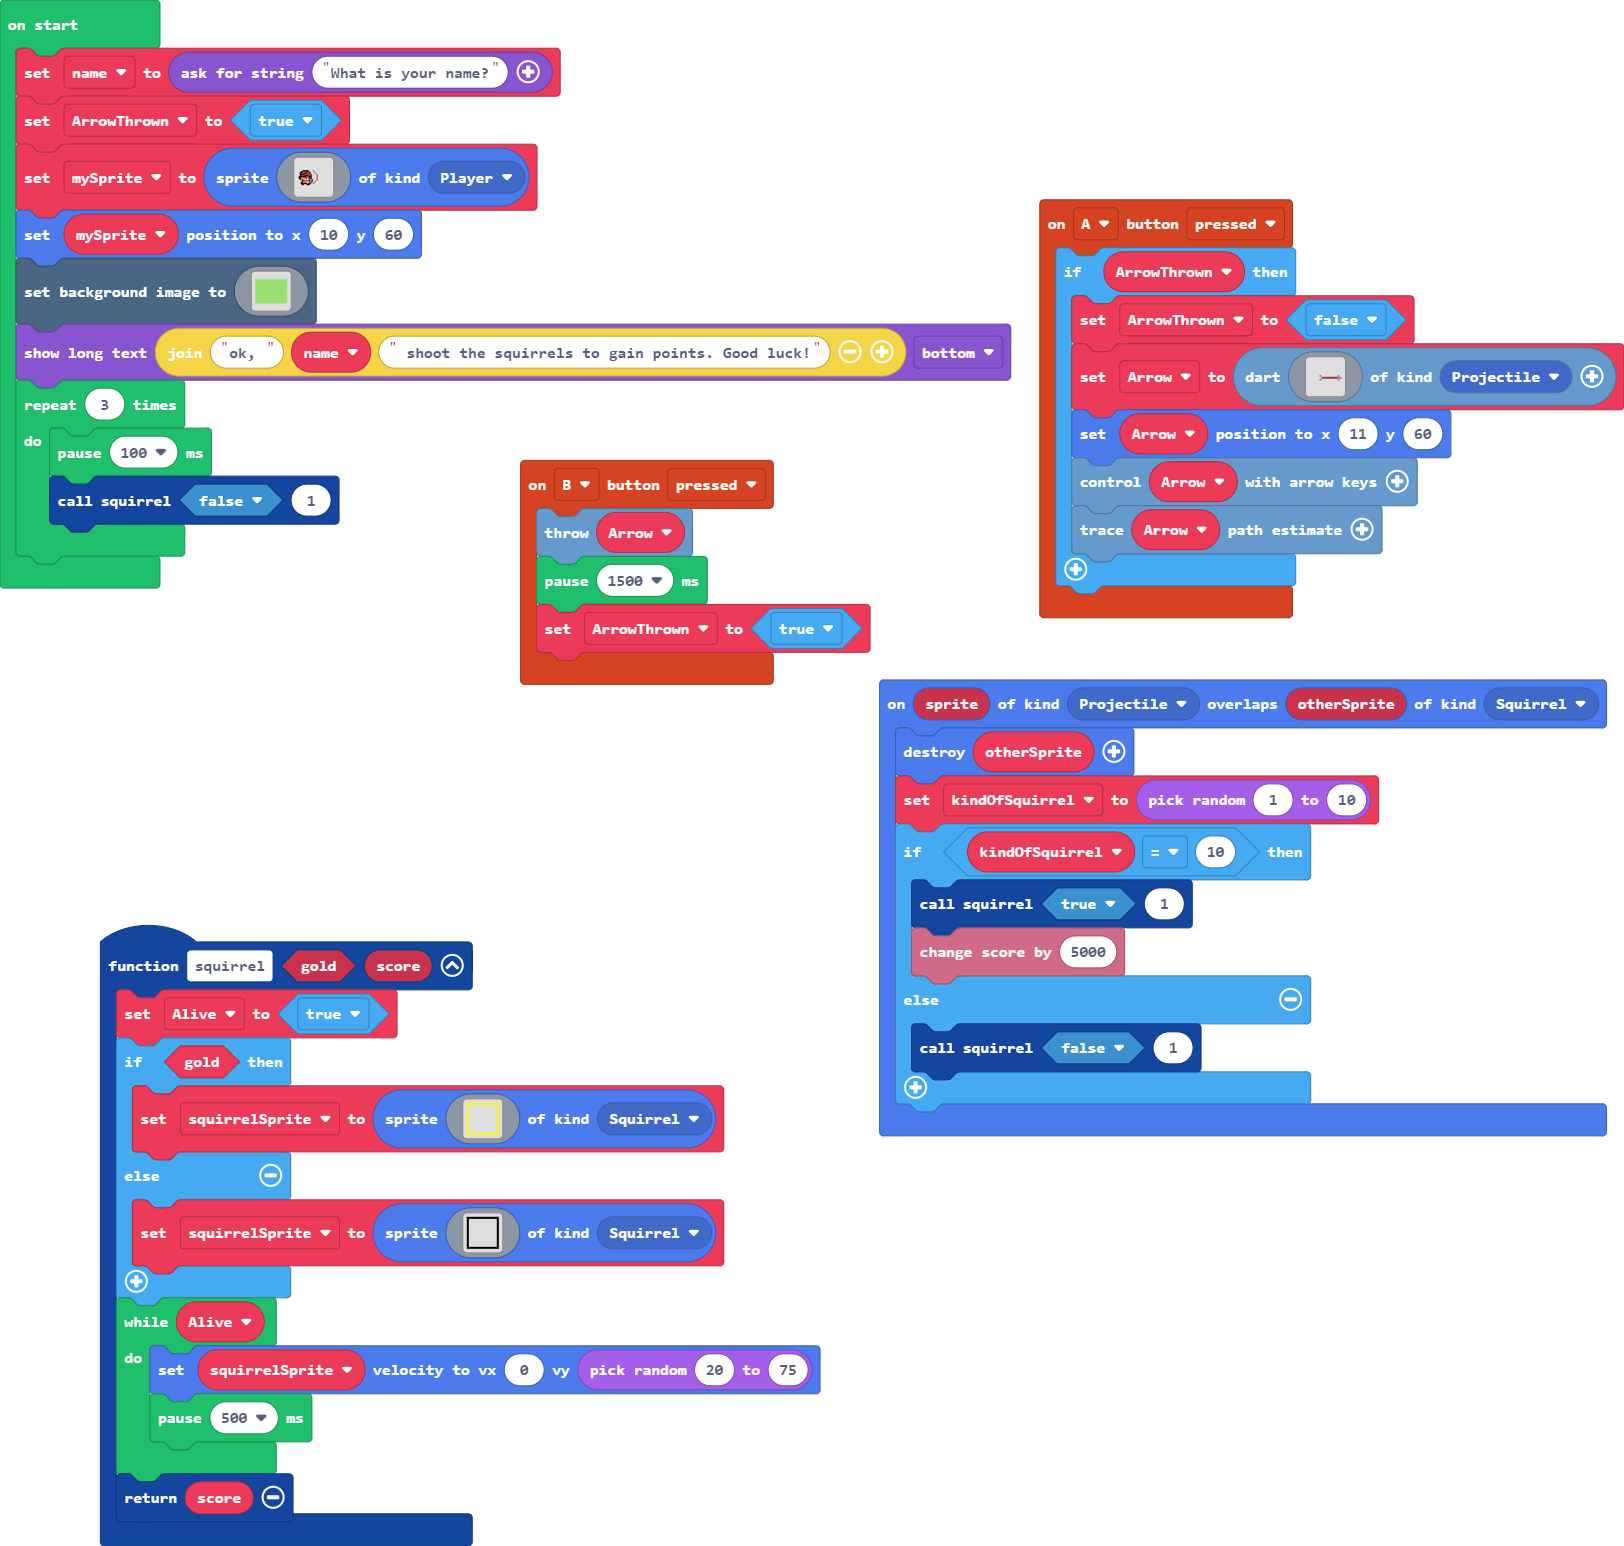 on start
set name to ask for string "What is your name?"
set ArrowThrown to true
set mySprite to sprite of kind Player
set mySprite position to x 10 y 60
set background image to
show long text join "ok, " name " shoot the squirrels to gain points. Good luck!" bottom
repeat 3 times
do pause 100 ms
call squirrel false 1
on B button pressed
throw Arrow
pause 1500 ms
set ArrowThrown to true
on A button pressed
if ArrowThrown then
set ArrowThrown to false
set Arrow to dart of kind Projectile
set Arrow position to x 11 y 60
control Arrow with arrow keys
trace Arrow path estimate
on sprite of kind Projectile overlaps otherSprite of kind Squirrel
destroy otherSprite
set kindOfSquirrel to pick random 1 to 10
if kindOfSquirrel = 10 then
call squirrel true 1
change score by 5000
else
call squirrel false 1
function squirrel gold score
set Alive to true
if gold then
set squirrelSprite to sprite of kind Squirrel
else
set squirrelSprite to sprite of kind Squirrel
while Alive
do set squirrelSprite velocity to vx 0 vy pick random 20 to 75
pause 500 ms
return score